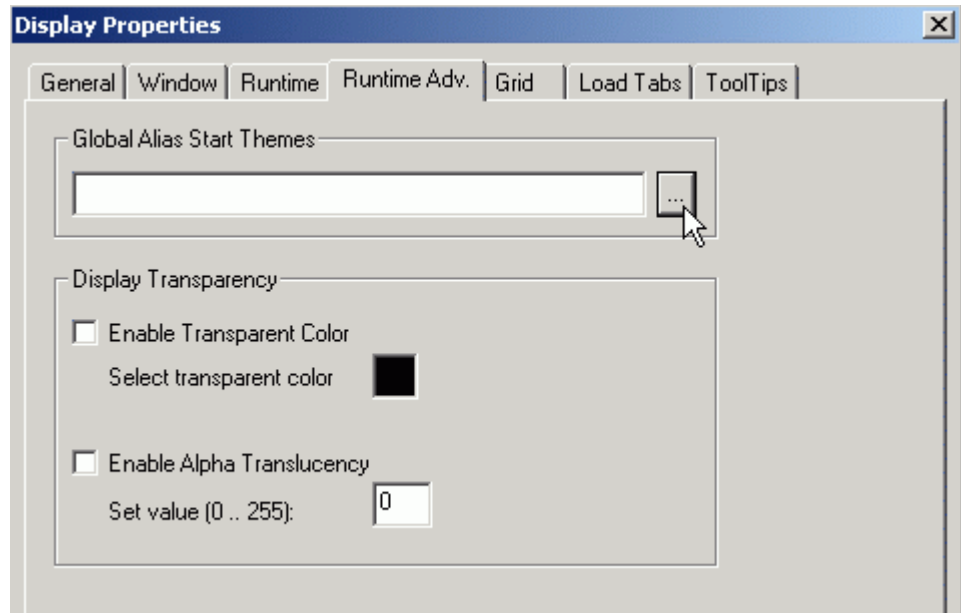 Display Properties
General Window Runtime Runtime Adv. Grid Load Tabs ToolTips
Global Alias Start Themes
...
Display Transparency
Enable Transparent Color
Select transparent color
Enable Alpha Translucency
Set value (0 .. 255): 0